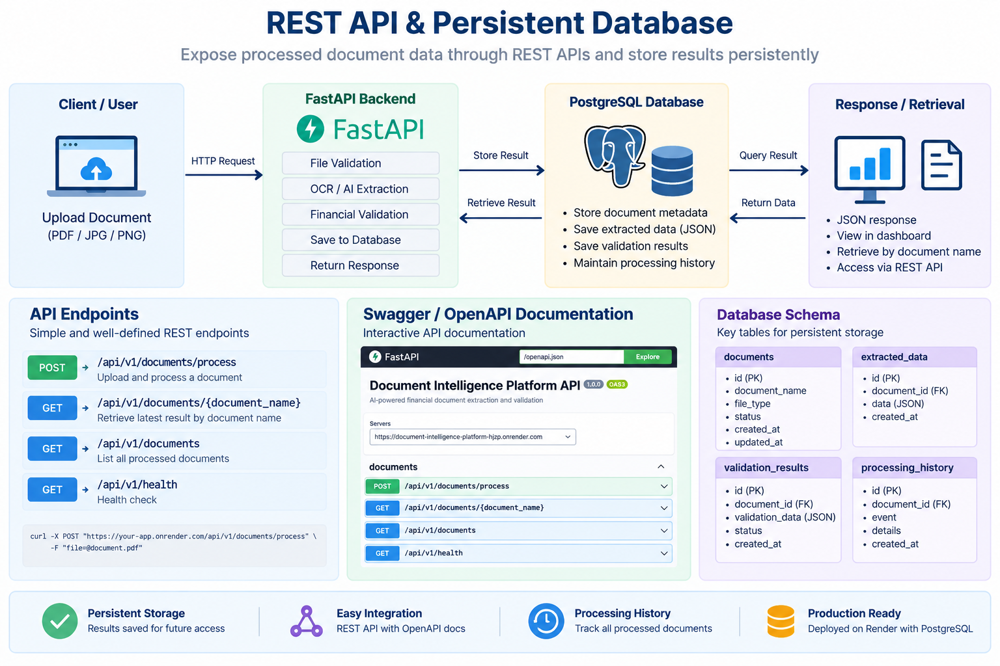 REST API & Persistent Database
Expose processed document data through REST APIs and store results persistently
Client / User
Upload Document
(PDF / JPG / PNG)
HTTP Request
FastAPI Backend
FastAPI
File Validation
OCR / AI Extraction
Financial Validation
Save to Database
Return Response
Store Result
Retrieve Result
PostgreSQL Database
• Store document metadata
• Save extracted data (JSON)
• Save validation results
• Maintain processing history
Query Result
Return Data
Response / Retrieval
• JSON response
• View in dashboard
• Retrieve by document name
• Access via REST API
API Endpoints
Simple and well-defined REST endpoints
POST → /api/v1/documents/process
Upload and process a document
GET → /api/v1/documents/{document_name}
Retrieve latest result by document name
GET → /api/v1/documents
List all processed documents
GET → /api/v1/health
Health check
curl -X POST "https://your-app.onrender.com/api/v1/documents/process" \
-F "file=@document.pdf"
Swagger / OpenAPI Documentation
Interactive API documentation
FastAPI
/openapi.json
Explore
Document Intelligence Platform API 1.0.0 OAS3
AI-powered financial document extraction and validation
Servers
https://document-intelligence-platform-hjzp.onrender.com
documents
POST /api/v1/documents/process
GET /api/v1/documents/{document_name}
GET /api/v1/documents
GET /api/v1/health
Database Schema
Key tables for persistent storage
documents
• id (PK)
• document_name
• file_type
• status
• created_at
• updated_at
extracted_data
• id (PK)
• document_id (FK)
• data (JSON)
• created_at
validation_results
• id (PK)
• document_id (FK)
• validation_data (JSON)
• status
• created_at
processing_history
• id (PK)
• document_id (FK)
• event
• details
• created_at
Persistent Storage
Results saved for future access
Easy Integration
REST API with OpenAPI docs
Processing History
Track all processed documents
Production Ready
Deployed on Render with PostgreSQL